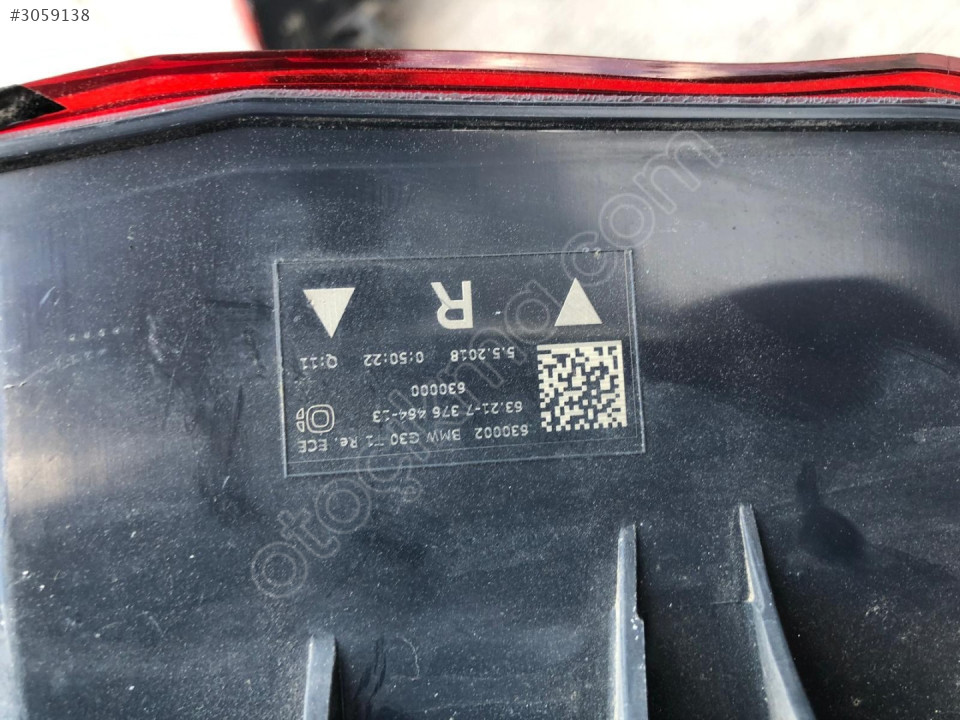 #3059138
630002 BMW G30 T1 Re. ECE
63.21-7 376 464-13
630000
5.5.2018 0:50:22 Q:11
R
otocikma.com